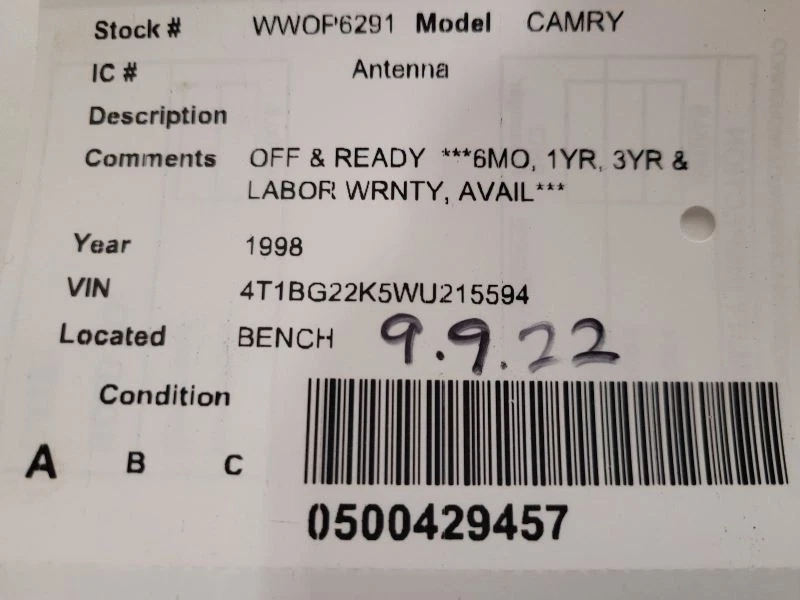 Stock # WWOP6291 Model CAMRY
IC # Antenna
Description
Comments OFF & READY ***6MO, 1YR, 3YR &
LABOR WRNTY, AVAIL***
Year 1998
VIN 4T1BG22K5WU215594
Located BENCH 9.9.22
Condition
A B C
0500429457